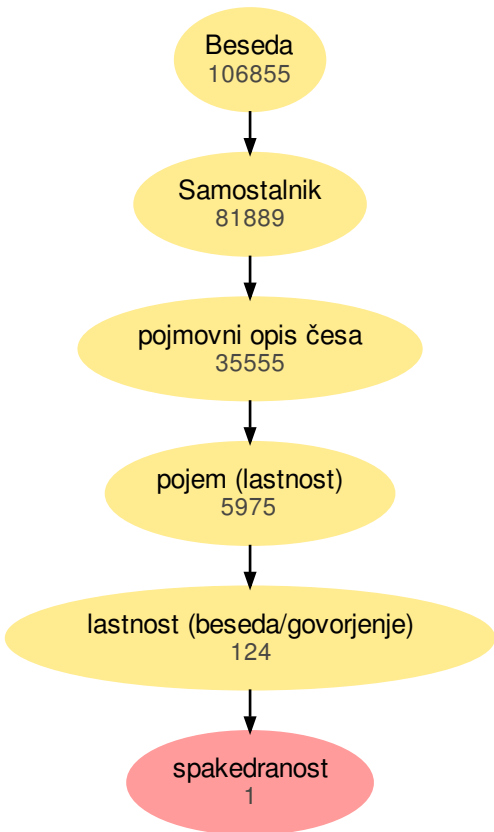 Beseda
106855
Samostalnik
81889
pojmovni opis česa
35555
pojem (lastnost)
5975
lastnost (beseda/govorjenje)
124
spakedranost
1